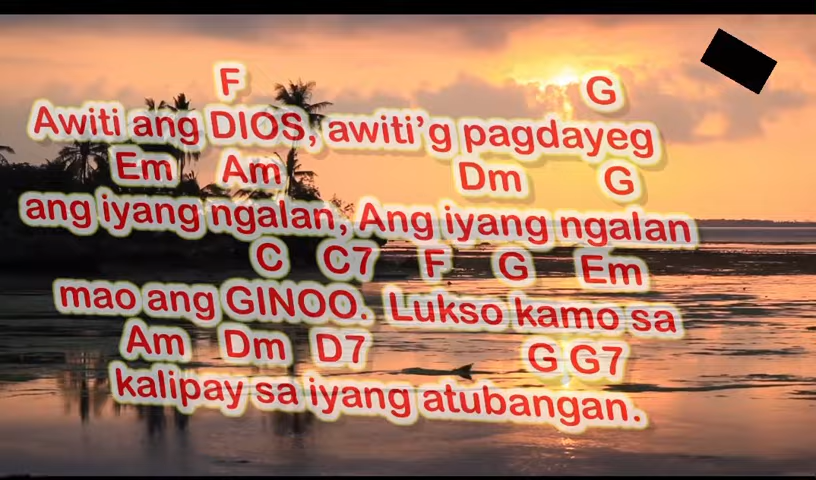 F G
Awiti ang DIOS, awiti’g pagdayeg
Em Am Dm G
ang iyang ngalan, Ang iyang ngalan
C C7 F G Em
mao ang GINOO. Lukso kamo sa
Am Dm D7 G G7
kalipay sa iyang atubangan.